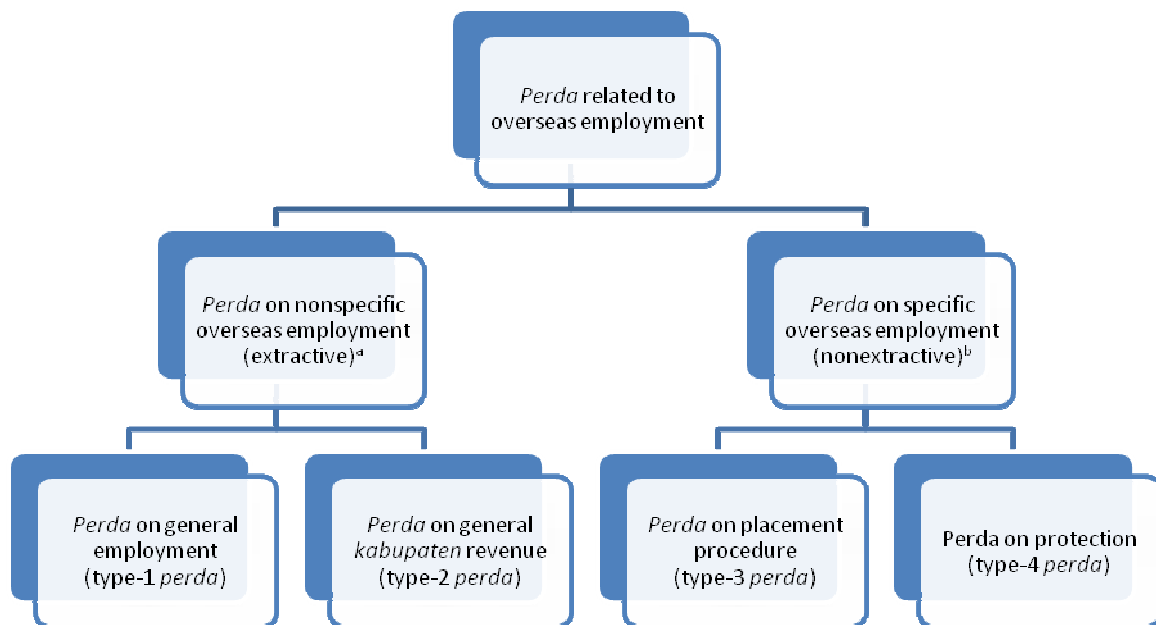 Perda related to
overseas employment
Perda on nonspecific
overseas employment
(extractive)ᵃ
Perda on specific
overseas employment
(nonextractive)ᵇ
Perda on general
employment
(type-1 perda)
Perda on general
kabupaten revenue
(type-2 perda)
Perda on placement
procedure
(type-3 perda)
Perda on protection
(type-4 perda)